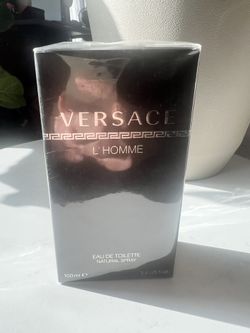 VERSACE
L'HOMME
EAU DE TOILETTE
NATURAL SPRAY
100 ml e